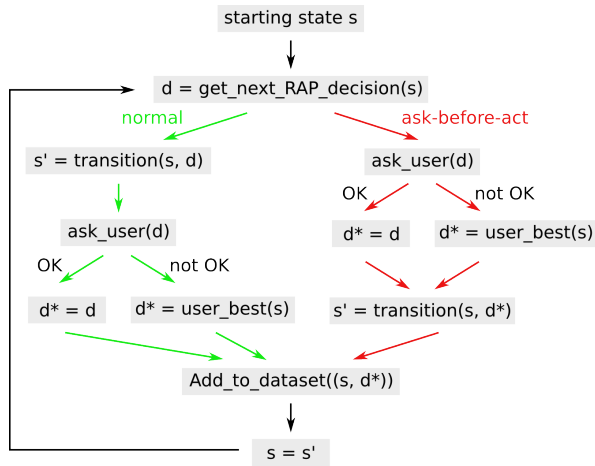 starting state s
d = get_next_RAP_decision(s)
normal
ask-before-act
s' = transition(s, d)
ask_user(d)
ask_user(d)
OK
not OK
OK
not OK
d* = d
d* = user_best(s)
d* = d
d* = user_best(s)
s' = transition(s, d*)
Add_to_dataset((s, d*))
s = s'